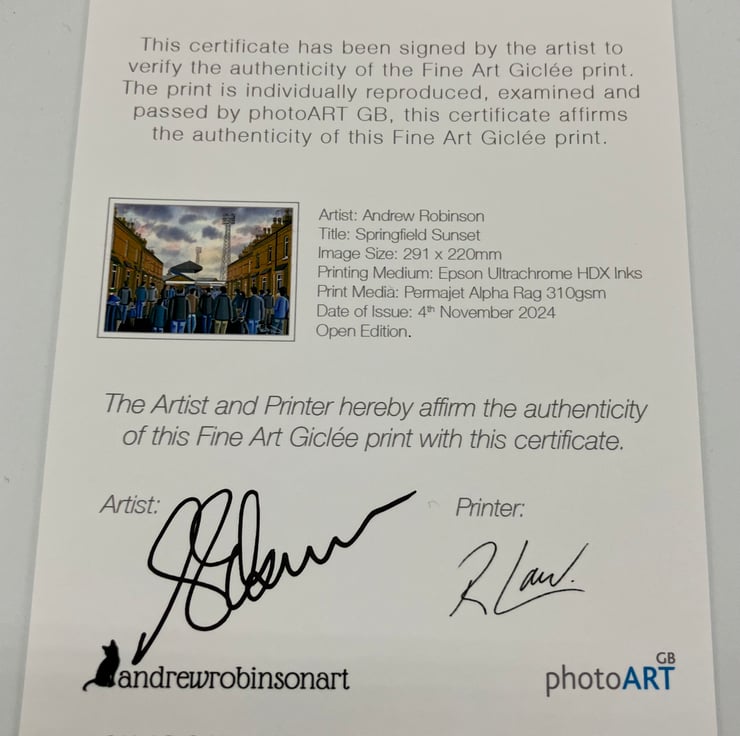 This certificate has been signed by the artist to
verify the authenticity of the Fine Art Giclée print.
The print is individually reproduced, examined and
passed by photoART GB, this certificate affirms
the authenticity of this Fine Art Giclée print.
Artist: Andrew Robinson
Title: Springfield Sunset
Image Size: 291 x 220mm
Printing Medium: Epson Ultrachrome HDX Inks
Print Media: Permajet Alpha Rag 310gsm
Date of Issue: 4th November 2024
Open Edition.
The Artist and Printer hereby affirm the authenticity
of this Fine Art Giclée print with this certificate.
Artist:
Printer:
R Law.
andrewrobinsonart
photoART GB